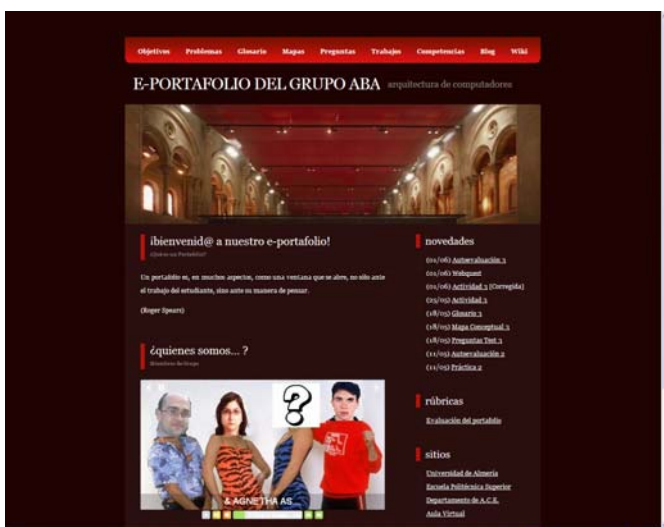 Objetivos Problemas Glosario Mapas Preguntas Trabajos Competencias Blog Wiki
E-PORTAFOLIO DEL GRUPO ABA arquitectura de computadores
¡bienvenid@ a nuestro e-portafolio!
¿Qué es un Portafolio?
Un portafolio es, en muchos aspectos, como una ventana que se abre, no sólo ante
el trabajo del estudiante, sino ante su manera de pensar.
(Roger Spears)
¿quienes somos... ?
Miembros del Grupo
?
& AGNETHA AS
novedades
(01/06) Autoevaluación 3
(01/06) Webquest
(01/06) Actividad 3 [Corregida]
(25/05) Actividad 3
(18/05) Glosario 3
(18/05) Mapa Conceptual 3
(18/05) Preguntas Test 3
(11/05) Autoevaluación 2
(11/05) Práctica 2
rúbricas
Evaluación del portafolio
sitios
Universidad de Almería
Escuela Politécnica Superior
Departamento de A.C.E.
Aula Virtual